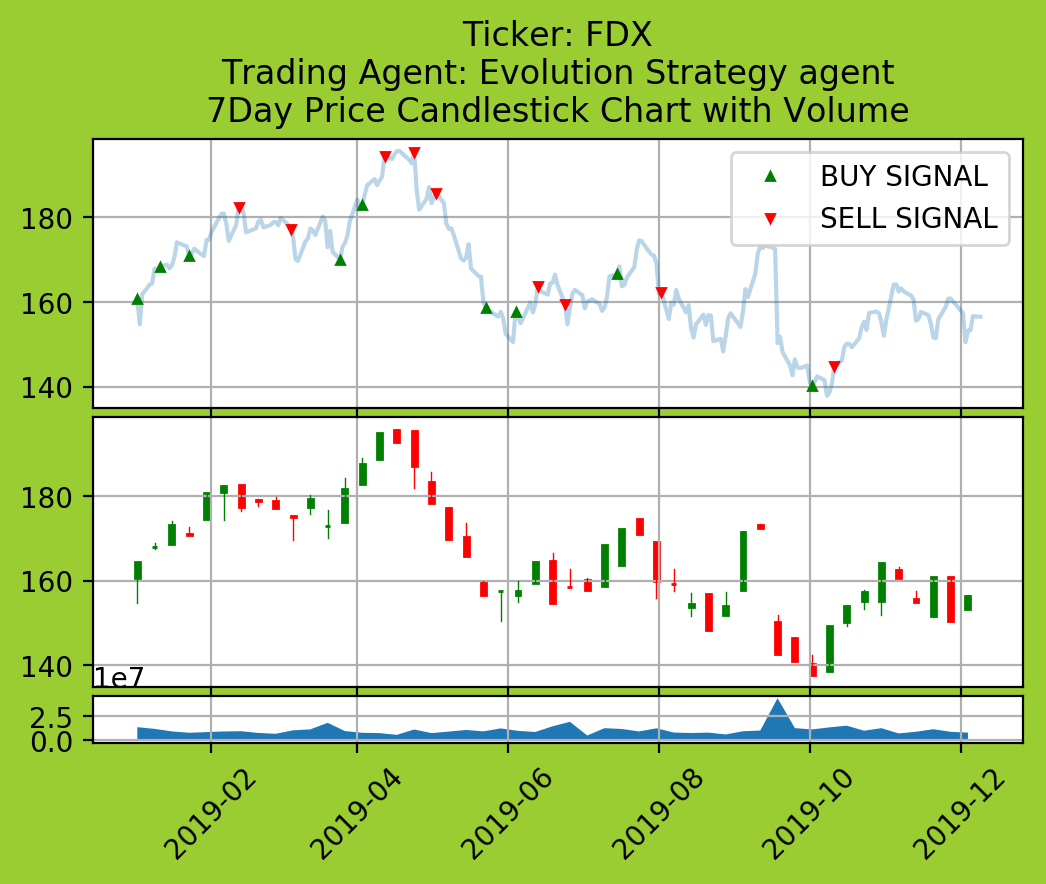 Ticker: FDX
Trading Agent: Evolution Strategy agent
7Day Price Candlestick Chart with Volume
BUY SIGNAL
SELL SIGNAL
180
160
140
180
160
140
1e7
2.5
0.0
2019-02
2019-04
2019-06
2019-08
2019-10
2019-12